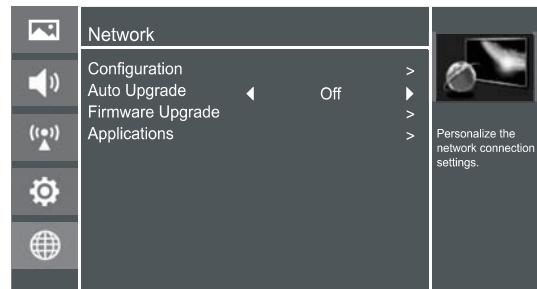 Network
Configuration >
Auto Upgrade Off
Firmware Upgrade >
Applications >
Personalize the
network connection
settings.